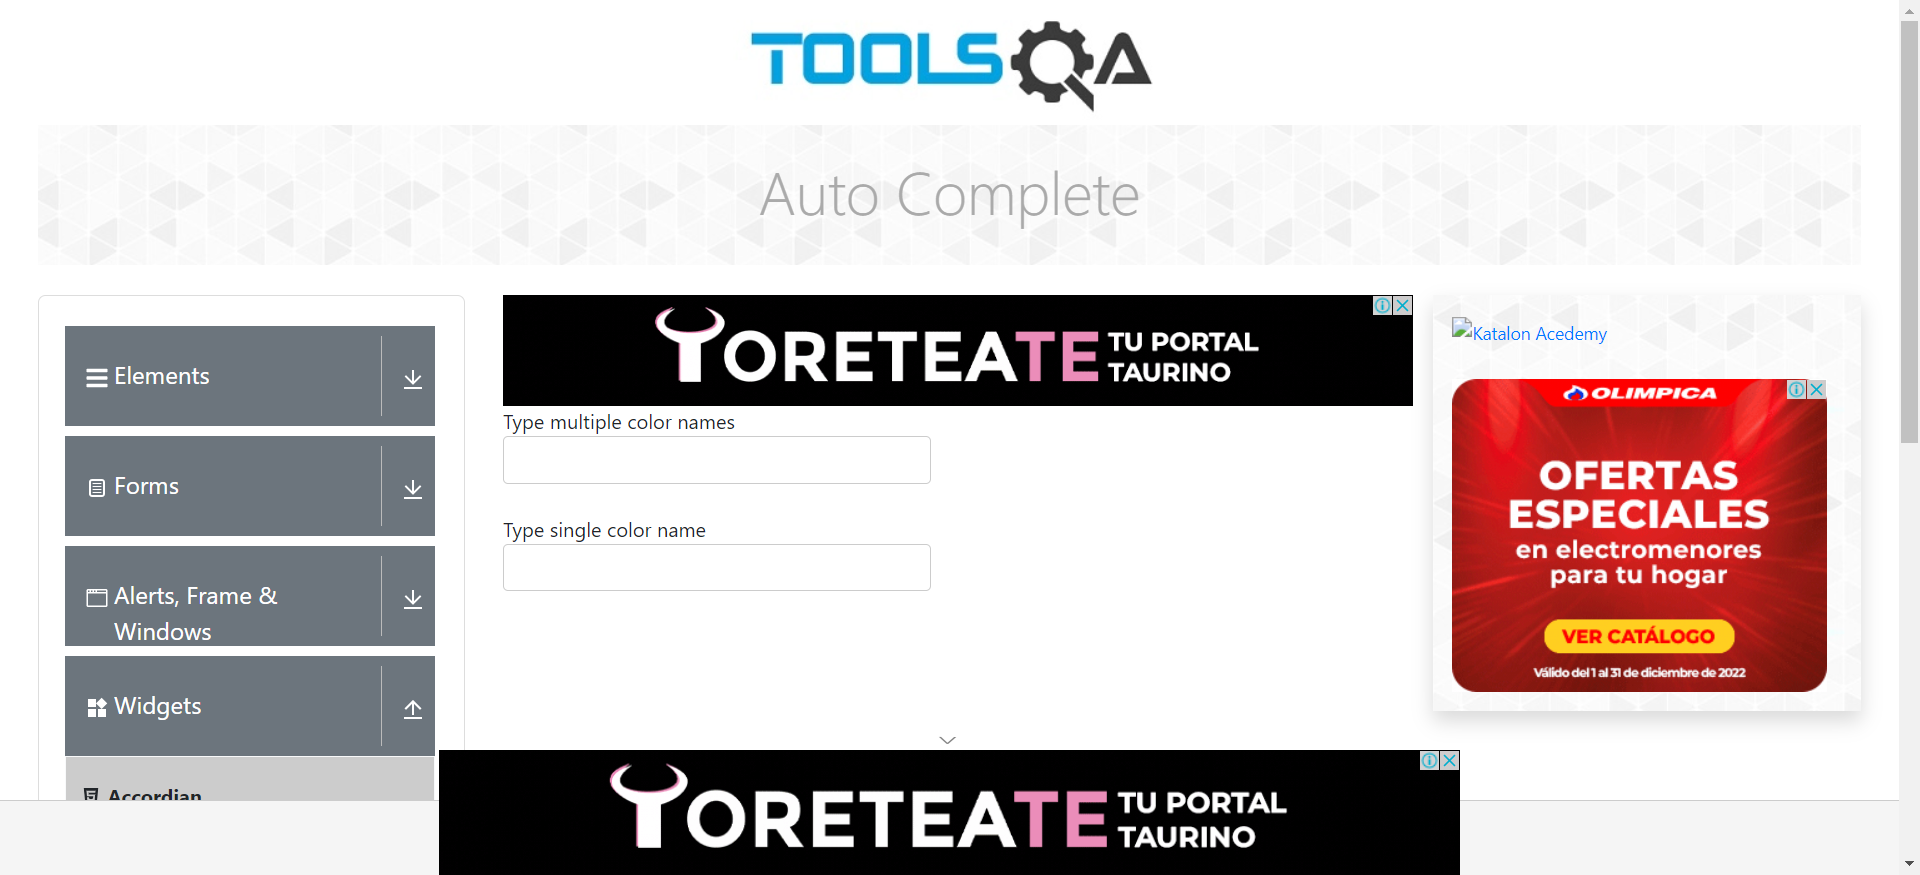 TOOLSQA
Auto Complete
Elements
Forms
Alerts, Frame &
Windows
Widgets
Accordian
TORETEATE TU PORTAL
TAURINO
Type multiple color names
Type single color name
Katalon Acedemy
OLIMPICA
OFERTAS
ESPECIALES
en electromenores
para tu hogar
VER CATÁLOGO
Válido del 1 al 31 de diciembre de 2022
TORETEATE TU PORTAL
TAURINO